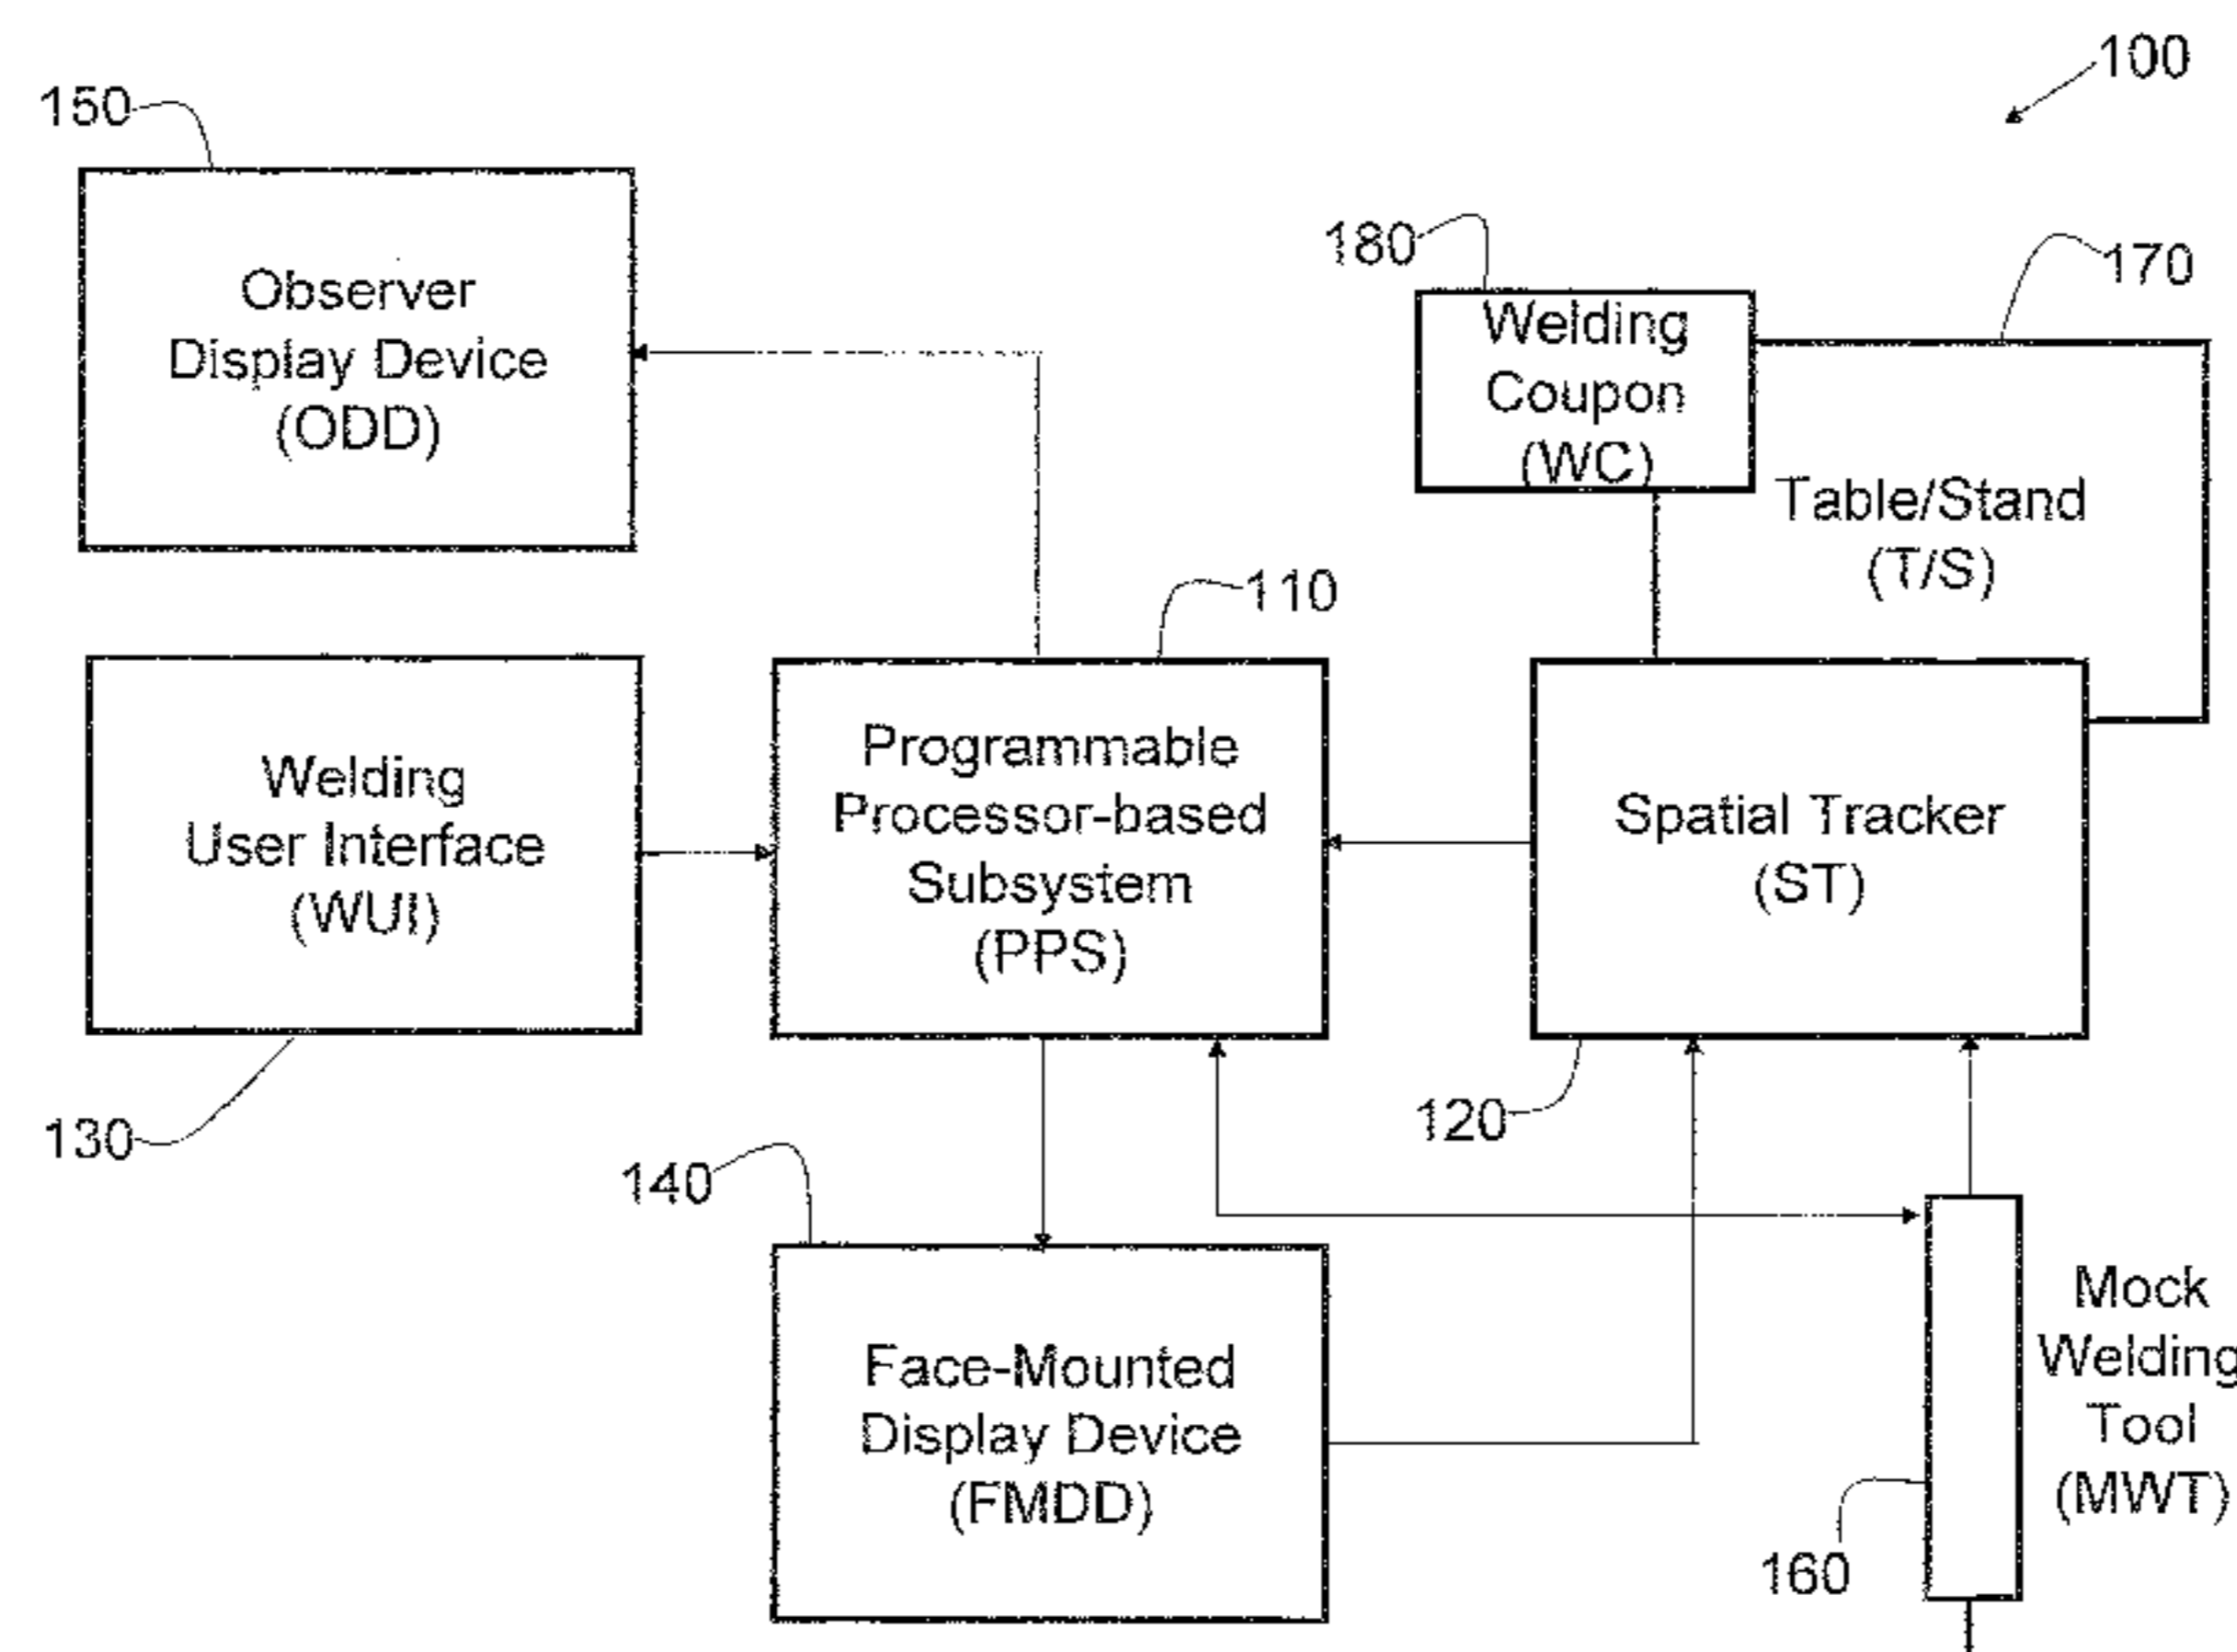 100
150
Observer
Display Device
(ODD)
180
Welding
Coupon
(WC)
170
Table/Stand
(T/S)
110
Welding
User Interface
(WUI)
130
Programmable
Processor-based
Subsystem
(PPS)
Spatial Tracker
(ST)
120
140
Face-Mounted
Display Device
(FMDD)
Mock
Welding
Tool
(MWT)
160